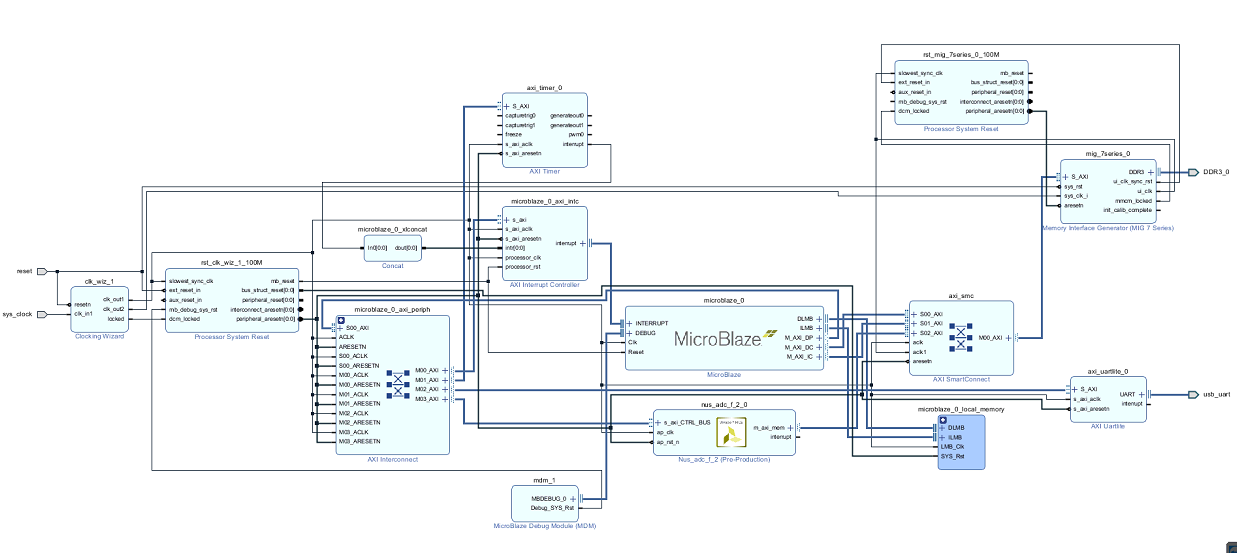 rst_mig_7series_0_100M
slowest_sync_clk
ext_reset_in
aux_reset_in
mb_debug_sys_rst
dcm_locked
mb_reset
bus_struct_reset[0:0]
peripheral_reset[0:0]
interconnect_aresetn[0:0]
peripheral_aresetn[0:0]
Processor System Reset
axi_timer_0
S_AXI
capturetrig0
capturetrig1
freeze
s_axi_aclk
s_axi_aresetn
generateout0
generateout1
pwm0
interrupt
AXI Timer
mig_7series_0
S_AXI
sys_rst
sys_clk_i
aresetn
DDR3
ui_clk_sync_rst
ui_clk
mmcm_locked
init_calib_complete
Memory Interface Generator (MIG 7 Series)
DDR3_0
microblaze_0_axi_intc
s_axi
s_axi_aclk
s_axi_aresetn
intr[0:0]
processor_clk
processor_rst
interrupt
AXI Interrupt Controller
microblaze_0_xlconcat
In0[0:0]
dout[0:0]
Concat
reset
sys_clock
clk_wiz_1
resetn
clk_in1
clk_out1
clk_out2
locked
Clocking Wizard
rst_clk_wiz_1_100M
slowest_sync_clk
ext_reset_in
aux_reset_in
mb_debug_sys_rst
dcm_locked
mb_reset
bus_struct_reset[0:0]
peripheral_reset[0:0]
interconnect_aresetn[0:0]
peripheral_aresetn[0:0]
Processor System Reset
microblaze_0_axi_periph
S00_AXI
ACLK
ARESETN
S00_ACLK
S00_ARESETN
M00_ACLK
M00_ARESETN
M01_ACLK
M01_ARESETN
M02_ACLK
M02_ARESETN
M03_ACLK
M03_ARESETN
M00_AXI
M01_AXI
M02_AXI
M03_AXI
AXI Interconnect
microblaze_0
INTERRUPT
DEBUG
Clk
Reset
MicroBlaze
DLMB
ILMB
M_AXI_DP
M_AXI_DC
M_AXI_IC
MicroBlaze
axi_smc
S00_AXI
S01_AXI
S02_AXI
aclk
aclk1
aresetn
M00_AXI
AXI SmartConnect
axi_uartlite_0
S_AXI
s_axi_aclk
s_axi_aresetn
UART
interrupt
AXI Uartlite
usb_uart
nus_adc_f_2_0
s_axi_CTRL_BUS
ap_clk
ap_rst_n
m_axi_mem
interrupt
Nus_adc_f_2 (Pre-Production)
microblaze_0_local_memory
DLMB
ILMB
LMB_Clk
SYS_Rst
mdm_1
MBDEBUG_0
Debug_SYS_Rst
MicroBlaze Debug Module (MDM)